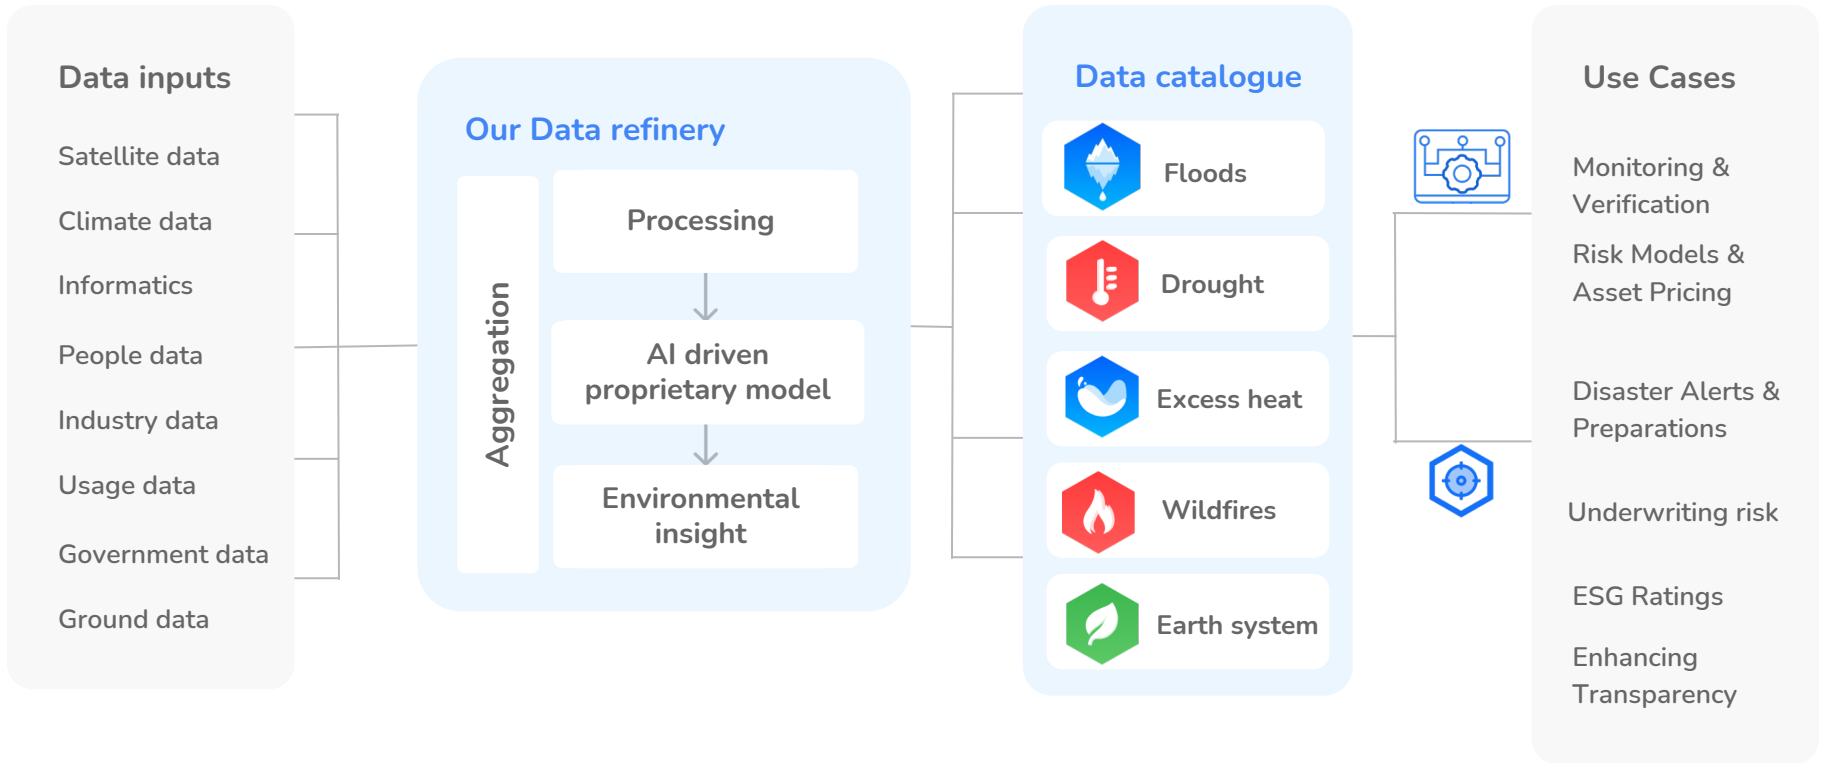 Data inputs
Satellite data
Climate data
Informatics
People data
Industry data
Usage data
Government data
Ground data
Our Data refinery
Aggregation
Processing
AI driven
proprietary model
Environmental
insight
Data catalogue
Floods
Drought
Excess heat
Wildfires
Earth system
Use Cases
Monitoring &
Verification
Risk Models &
Asset Pricing
Disaster Alerts &
Preparations
Underwriting risk
ESG Ratings
Enhancing
Transparency